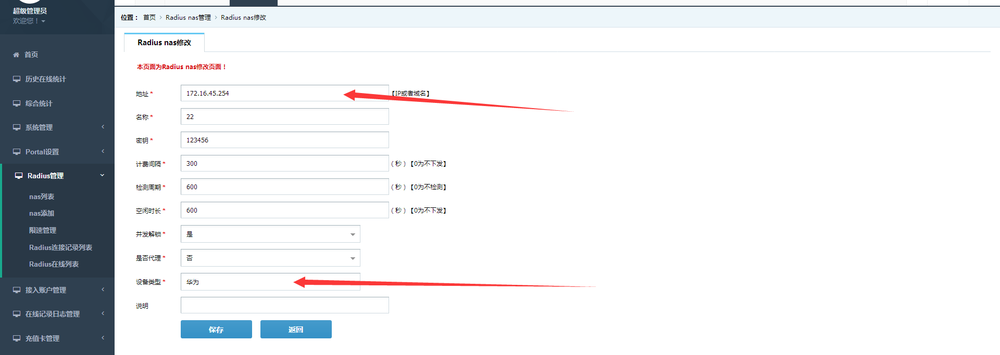 超级管理员
欢迎您！
首页
历史在线统计
综合统计
系统管理
Portal设置
Radius管理
nas列表
nas添加
限速管理
Radius连接记录列表
Radius在线列表
接入账户管理
在线记录日志管理
充值卡管理
位置： 首页 › Radius nas管理 › Radius nas修改
Radius nas修改
本页面为Radius nas修改页面！
地址* 172.16.45.254 【IP或者域名】
名称* 22
密钥* 123456
计费间隔* 300 （秒）【0为不下发】
检测周期* 600 （秒）【0为不检测】
空闲时长* 600 （秒）【0为不下发】
并发解锁* 是
是否代理* 否
设备类型* 华为
说明
保存 返回